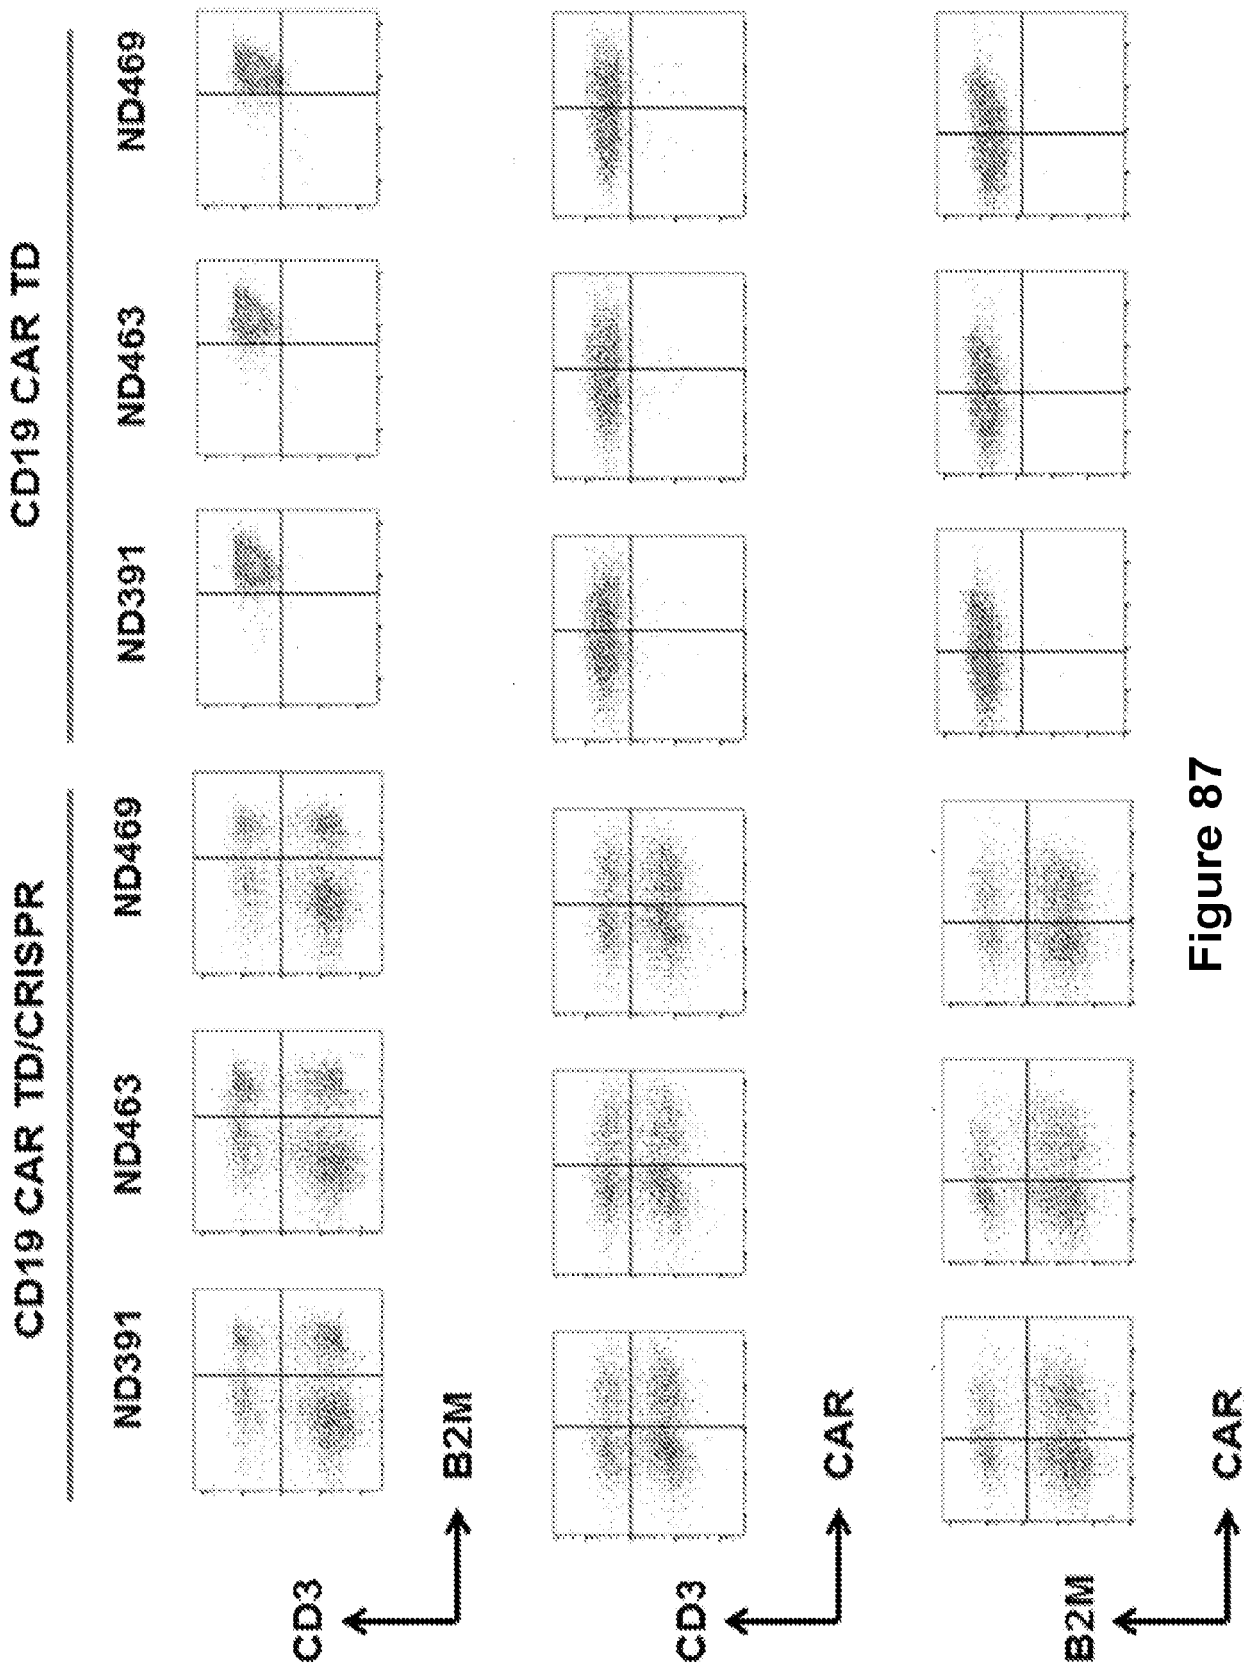 CD19 CAR TD/CRISPR
CD19 CAR TD
ND391
ND463
ND469
ND391
ND463
ND469
CD3
B2M
CD3
CAR
B2M
CAR
Figure 87